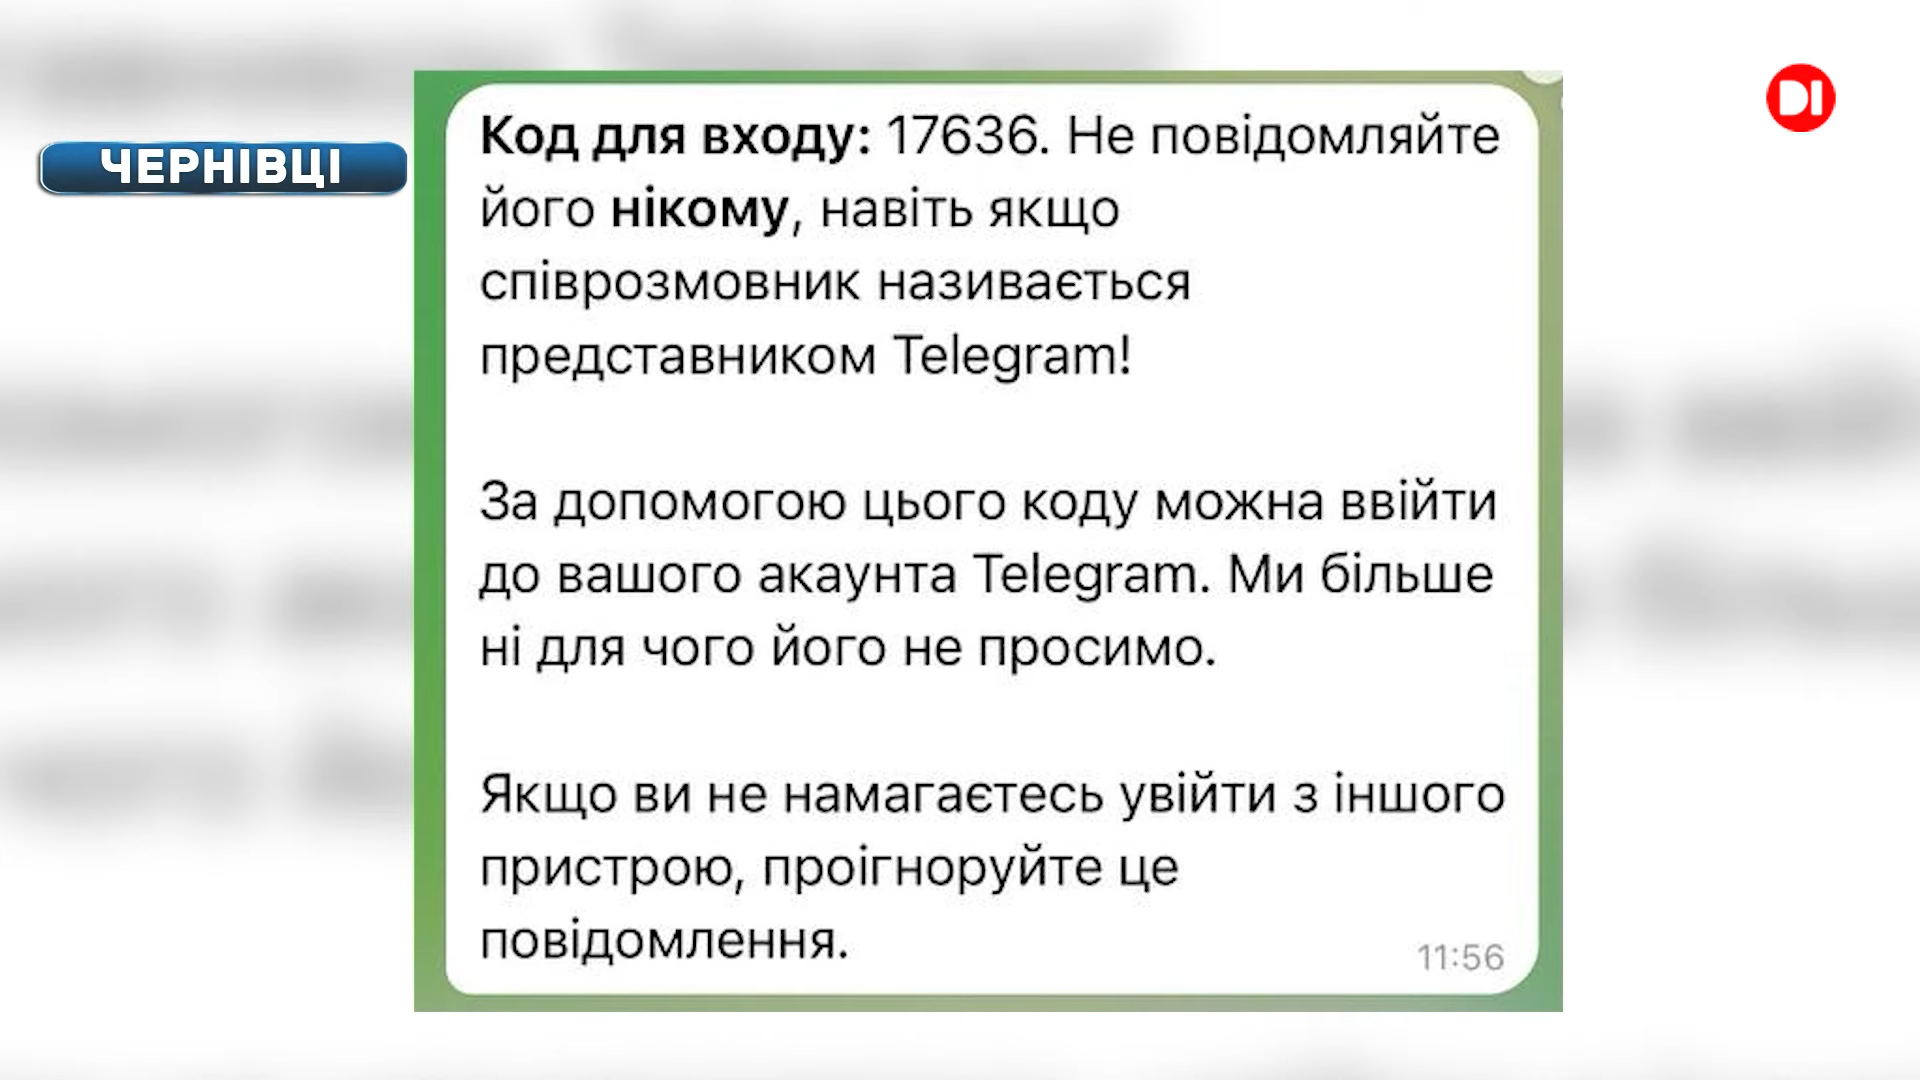 DI
ЧЕРНІВЦІ
Код для входу: 17636. Не повідомляйте
його нікому, навіть якщо
співрозмовник називається
представником Telegram!
За допомогою цього коду можна ввійти
до вашого акаунта Telegram. Ми більше
ні для чого його не просимо.
Якщо ви не намагаєтесь увійти з іншого
пристрою, проігноруйте це
повідомлення.
11:56